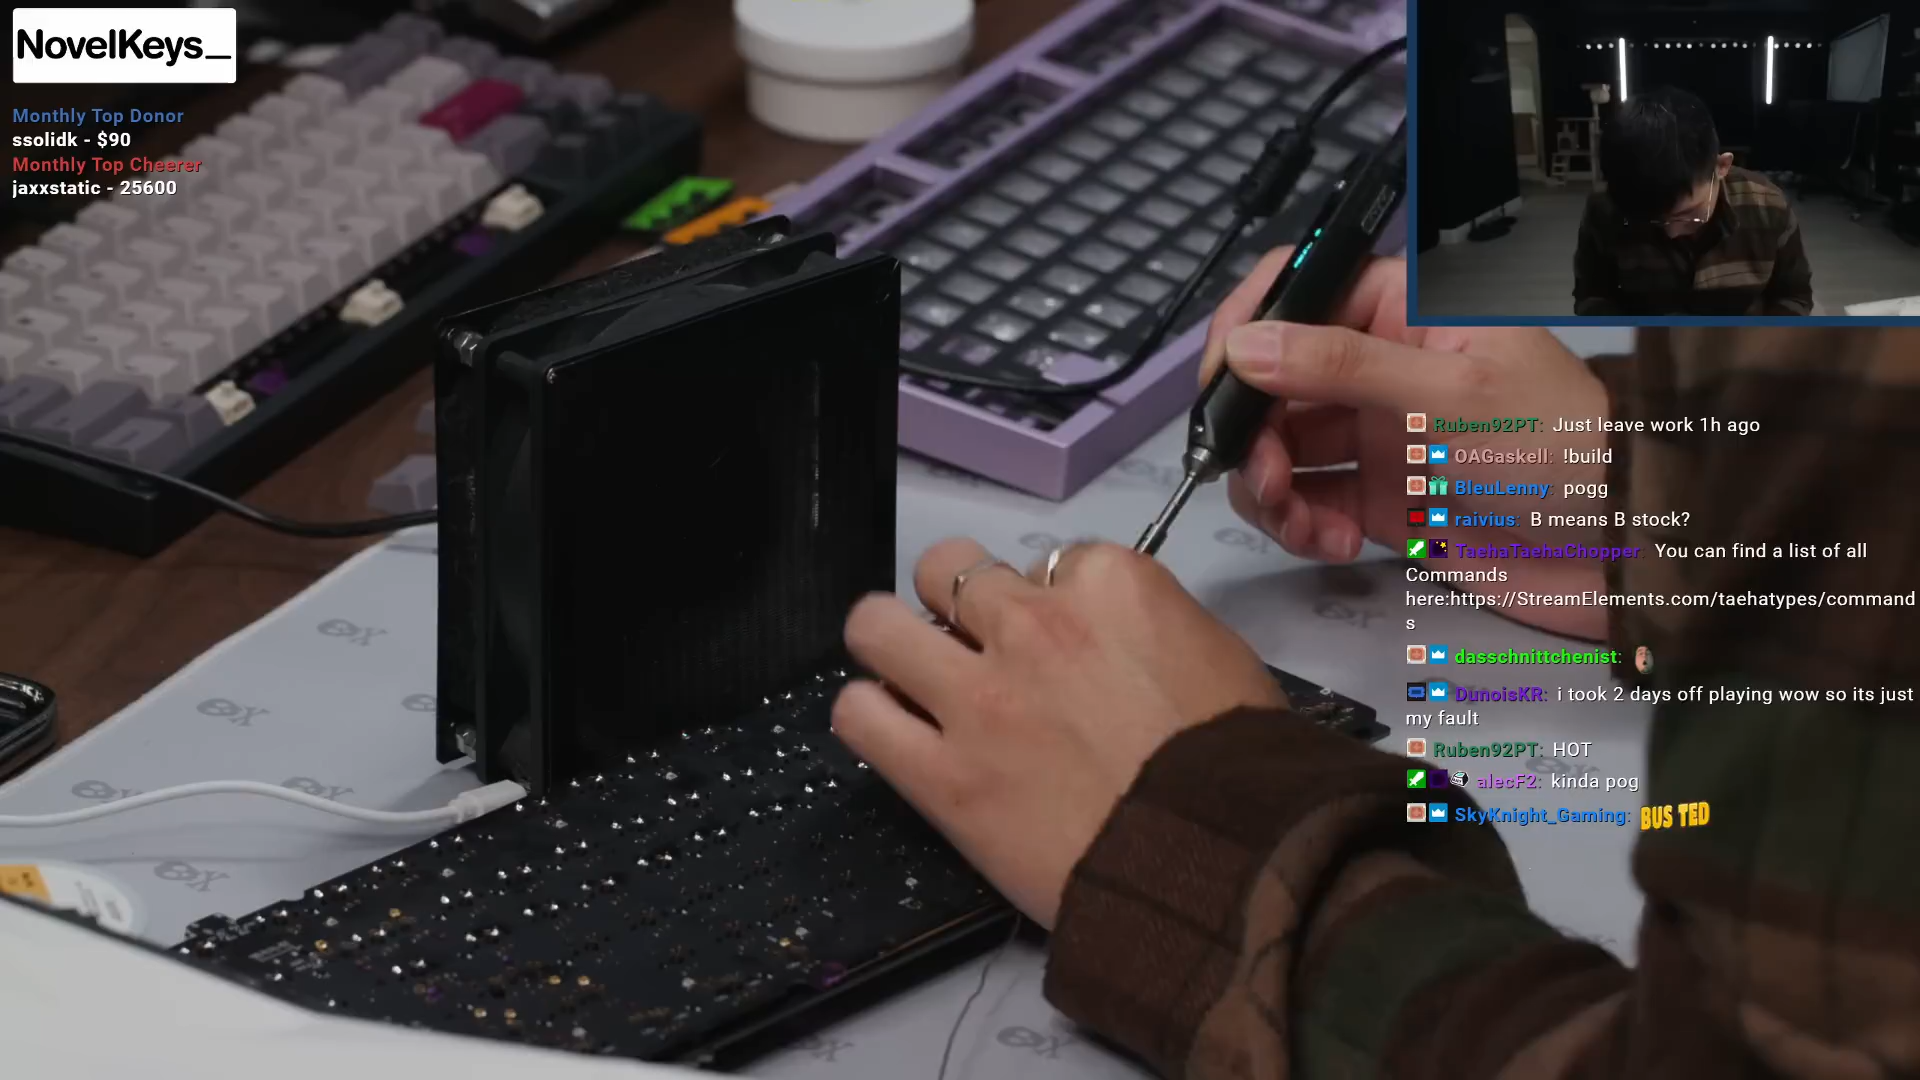 NovelKeys_
Monthly Top Donor
ssolidk - $90
Monthly Top Cheerer
jaxxstatic - 25600
Ruben92PT: Just leave work 1h ago
OAGaskell: !build
BleuLenny: pogg
raivius: B means B stock?
TaehaTaehaChopper: You can find a list of all
Commands
here:https://StreamElements.com/taehatypes/command
s
dasschnittchenist:
DunoisKR: i took 2 days off playing wow so its just
my fault
Ruben92PT: HOT
alecF2: kinda pog
SkyKnight_Gaming: BUS TED